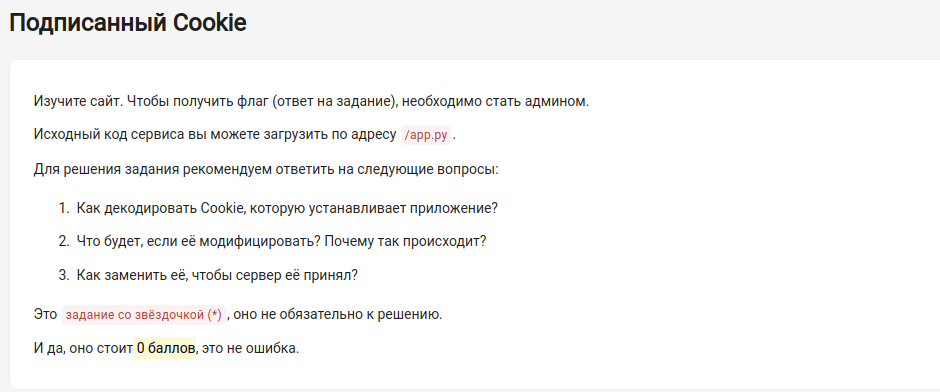 Подписанный Cookie
Изучите сайт. Чтобы получить флаг (ответ на задание), необходимо стать админом.
Исходный код сервиса вы можете загрузить по адресу /app.py .
Для решения задания рекомендуем ответить на следующие вопросы:
1. Как декодировать Cookie, которую устанавливает приложение?
2. Что будет, если её модифицировать? Почему так происходит?
3. Как заменить её, чтобы сервер её принял?
Это задание со звёздочкой (*) , оно не обязательно к решению.
И да, оно стоит 0 баллов, это не ошибка.